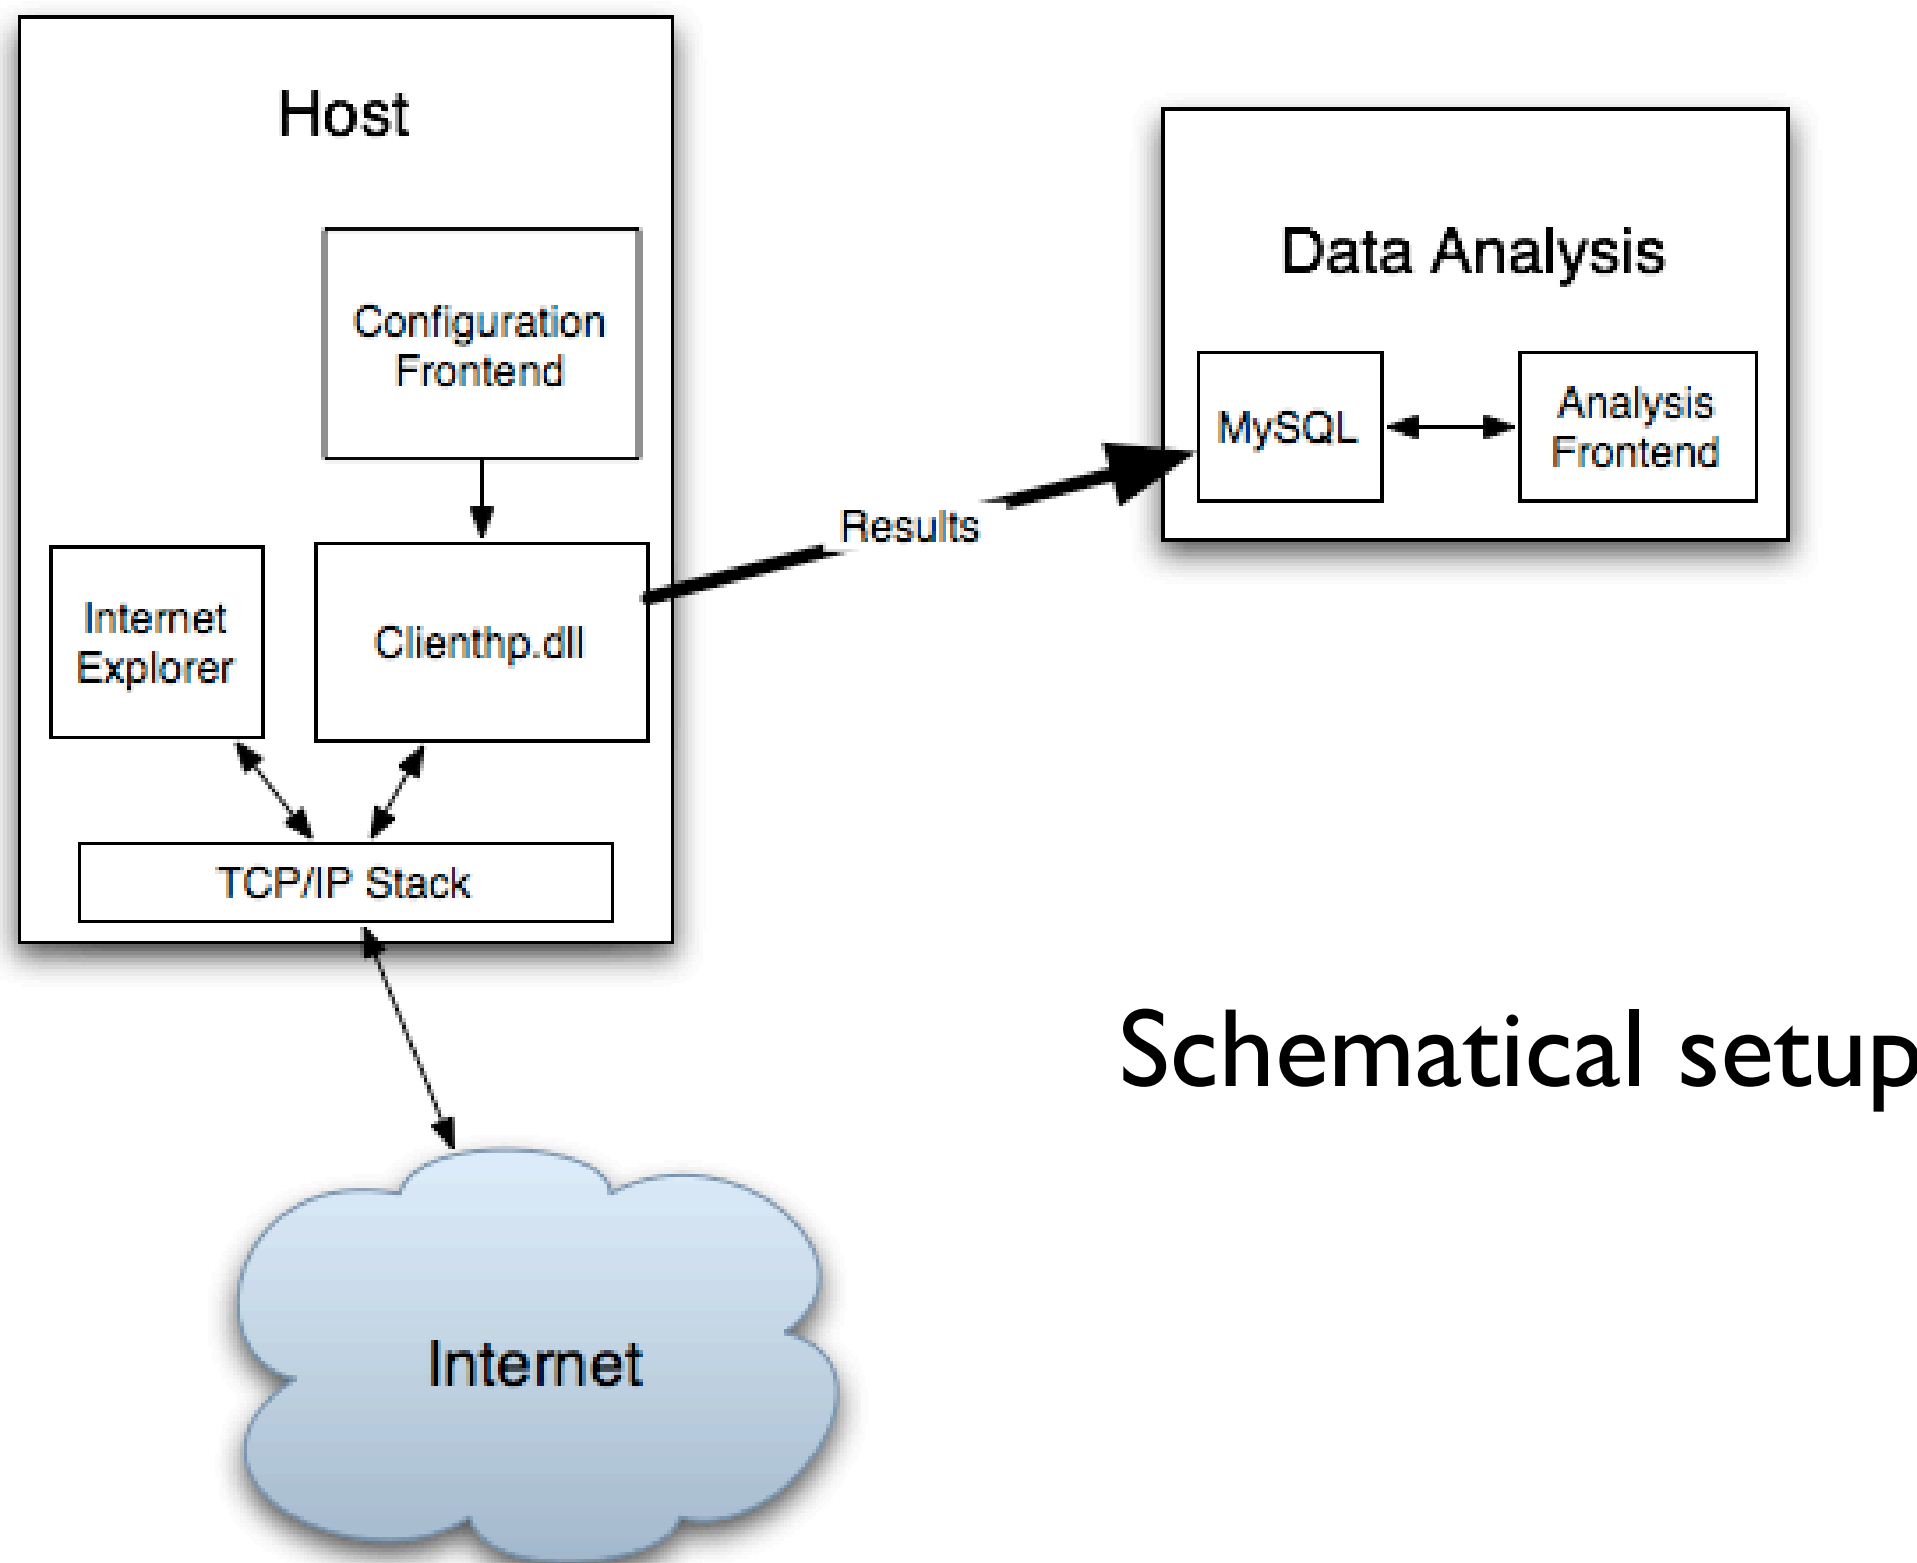 Host
Configuration
Frontend
Internet
Explorer
Clienthp.dll
TCP/IP Stack
Results
Data Analysis
MySQL
Analysis
Frontend
Schematical setup
Internet